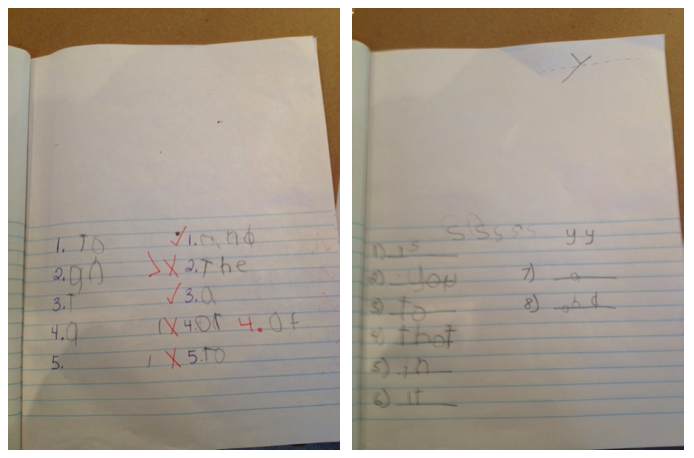 1. To
2. gn
3. T
4. a
5.
1. and
2. The
3. a
4. or 4. of
5. To
y
s s s s s y y
1) is
2) you
3) to
4) that
5) in
6) it
7) a
8) and